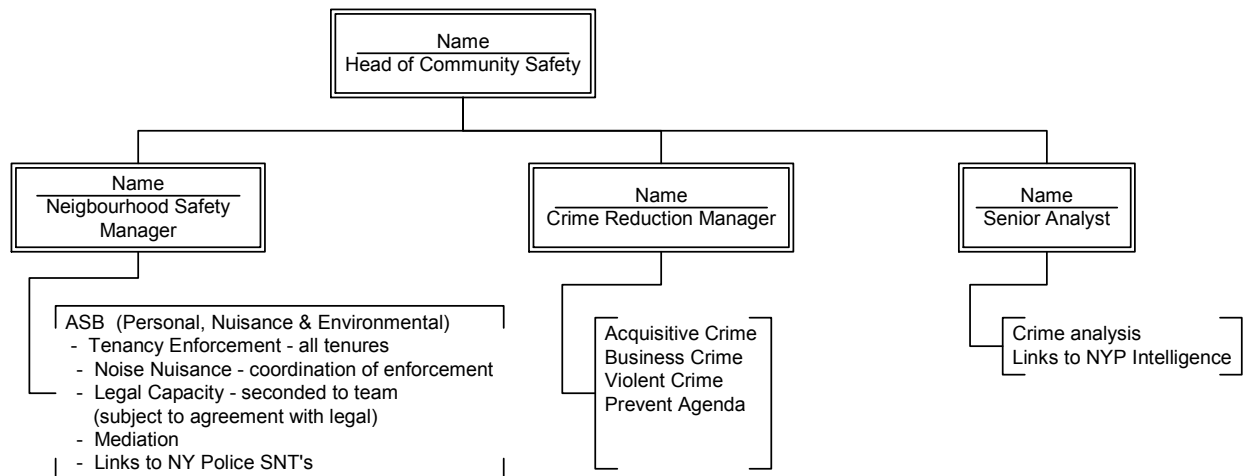 Name
Head of Community Safety
Name
Neigbourhood Safety
Manager
Name
Crime Reduction Manager
Name
Senior Analyst
ASB (Personal, Nuisance & Environmental)
- Tenancy Enforcement - all tenures
- Noise Nuisance - coordination of enforcement
- Legal Capacity - seconded to team
(subject to agreement with legal)
- Mediation
- Links to NY Police SNT's
Acquisitive Crime
Business Crime
Violent Crime
Prevent Agenda
Crime analysis
Links to NYP Intelligence